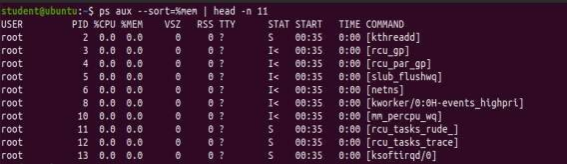 student@ubuntu:~$ ps aux --sort=%mem | head -n 11
USER PID %CPU %MEM VSZ RSS TTY STAT START TIME COMMAND
root 2 0.0 0.0 0 0 ? S 00:35 0:00 [kthreadd]
root 3 0.0 0.0 0 0 ? I< 00:35 0:00 [rcu_gp]
root 4 0.0 0.0 0 0 ? I< 00:35 0:00 [rcu_par_gp]
root 5 0.0 0.0 0 0 ? I< 00:35 0:00 [slub_flushwq]
root 6 0.0 0.0 0 0 ? I< 00:35 0:00 [netns]
root 8 0.0 0.0 0 0 ? I< 00:35 0:00 [kworker/0:0H-events_highpri]
root 10 0.0 0.0 0 0 ? I< 00:35 0:00 [mm_percpu_wq]
root 11 0.0 0.0 0 0 ? S 00:35 0:00 [rcu_tasks_rude_]
root 12 0.0 0.0 0 0 ? S 00:35 0:00 [rcu_tasks_trace]
root 13 0.0 0.0 0 0 ? S 00:35 0:00 [ksoftirqd/0]